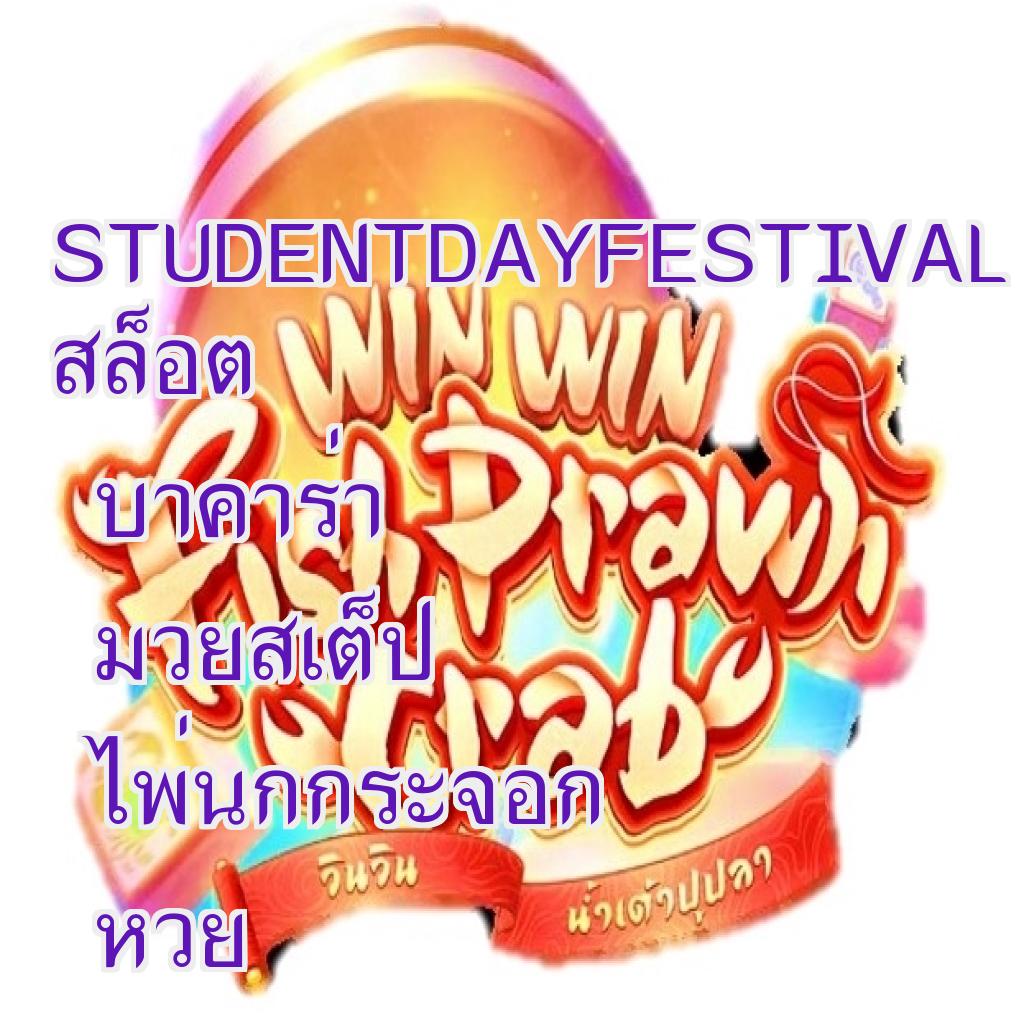 STUDENTDAYFESTIVAL
WIN WIN
สล็อต
Fish Prawn
บาคาร่า
มวยสเต็ป
Crab
ไพ่นกกระจอก
วินวิน
น้ำเต้าปูปลา
หวย